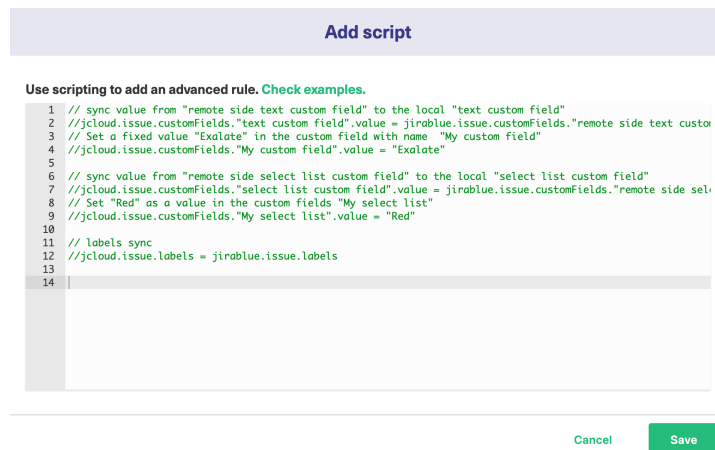 Add script
Use scripting to add an advanced rule. Check examples.
1 // sync value from "remote side text custom field" to the local "text custom field"
2 //jcloud.issue.customFields."text custom field".value = jirablue.issue.customFields."remote side text custom
3 // Set a fixed value "Exalate" in the custom field with name  "My custom field"
4 //jcloud.issue.customFields."My custom field".value = "Exalate"
5
6 // sync value from "remote side select list custom field" to the local "select list custom field"
7 //jcloud.issue.customFields."select list custom field".value = jirablue.issue.customFields."remote side sele
8 // Set "Red" as a value in the custom fields "My select list"
9 //jcloud.issue.customFields."My select list".value = "Red"
10
11 // labels sync
12 //jcloud.issue.labels = jirablue.issue.labels
13
14
Cancel Save